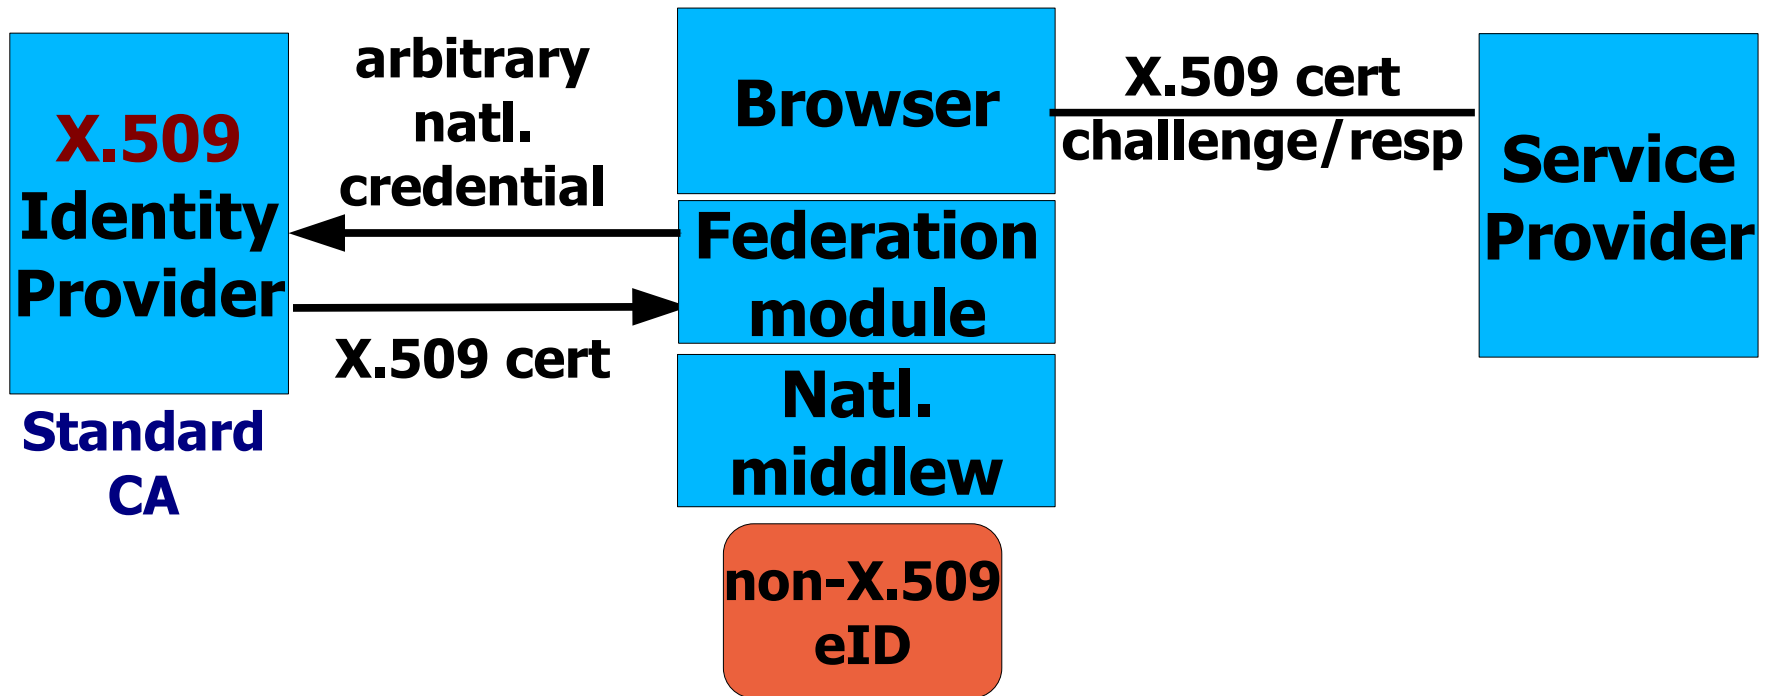 X.509
Identity
Provider
Standard
CA
arbitrary
natl.
credential
X.509 cert
Browser
Federation
module
Natl.
middlew
non-X.509
eID
X.509 cert
challenge/resp
Service
Provider